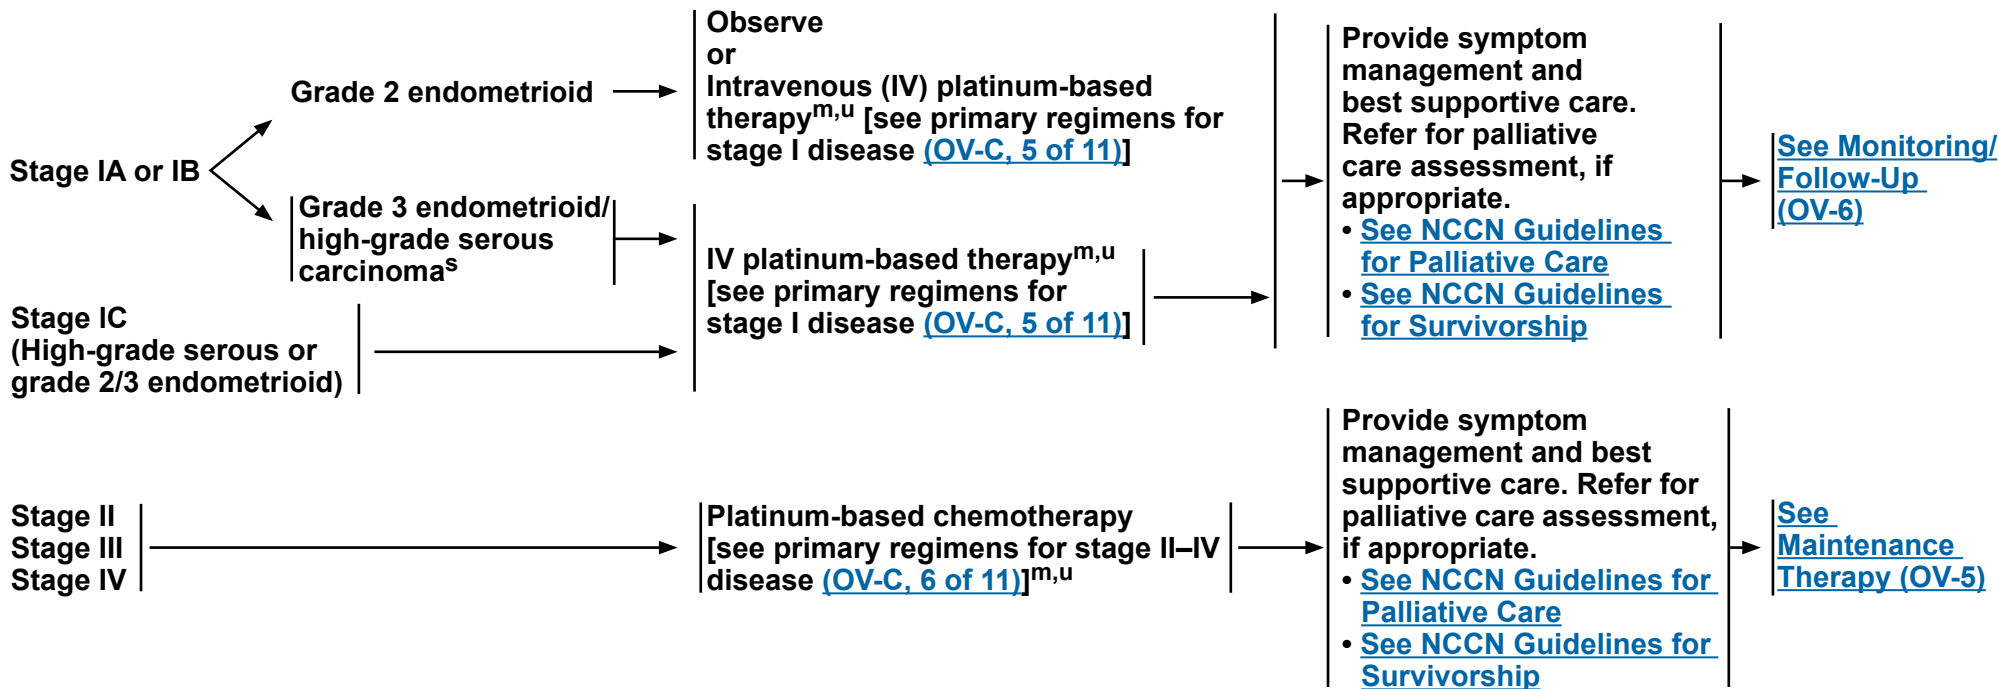 Stage IA or IB
Grade 2 endometrioid
Observe
or
Intravenous (IV) platinum-based
therapyᵐ,ᵘ [see primary regimens for
stage I disease (OV-C, 5 of 11)]
Grade 3 endometrioid/
high-grade serous
carcinomaˢ
Stage IC
(High-grade serous or
grade 2/3 endometrioid)
IV platinum-based therapyᵐ,ᵘ
[see primary regimens for
stage I disease (OV-C, 5 of 11)]
Provide symptom
management and
best supportive care.
Refer for palliative
care assessment, if
appropriate.
• See NCCN Guidelines
for Palliative Care
• See NCCN Guidelines
for Survivorship
See Monitoring/
Follow-Up
(OV-6)
Stage II
Stage III
Stage IV
Platinum-based chemotherapy
[see primary regimens for stage II–IV
disease (OV-C, 6 of 11)]ᵐ,ᵘ
Provide symptom
management and best
supportive care. Refer for
palliative care assessment,
if appropriate.
• See NCCN Guidelines for
Palliative Care
• See NCCN Guidelines for
Survivorship
See
Maintenance
Therapy (OV-5)